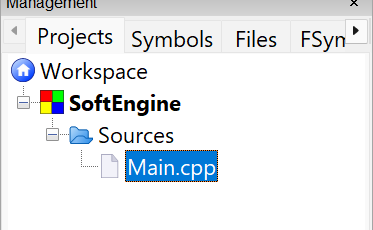 Management
Projects Symbols Files FSym
Workspace
SoftEngine
Sources
Main.cpp